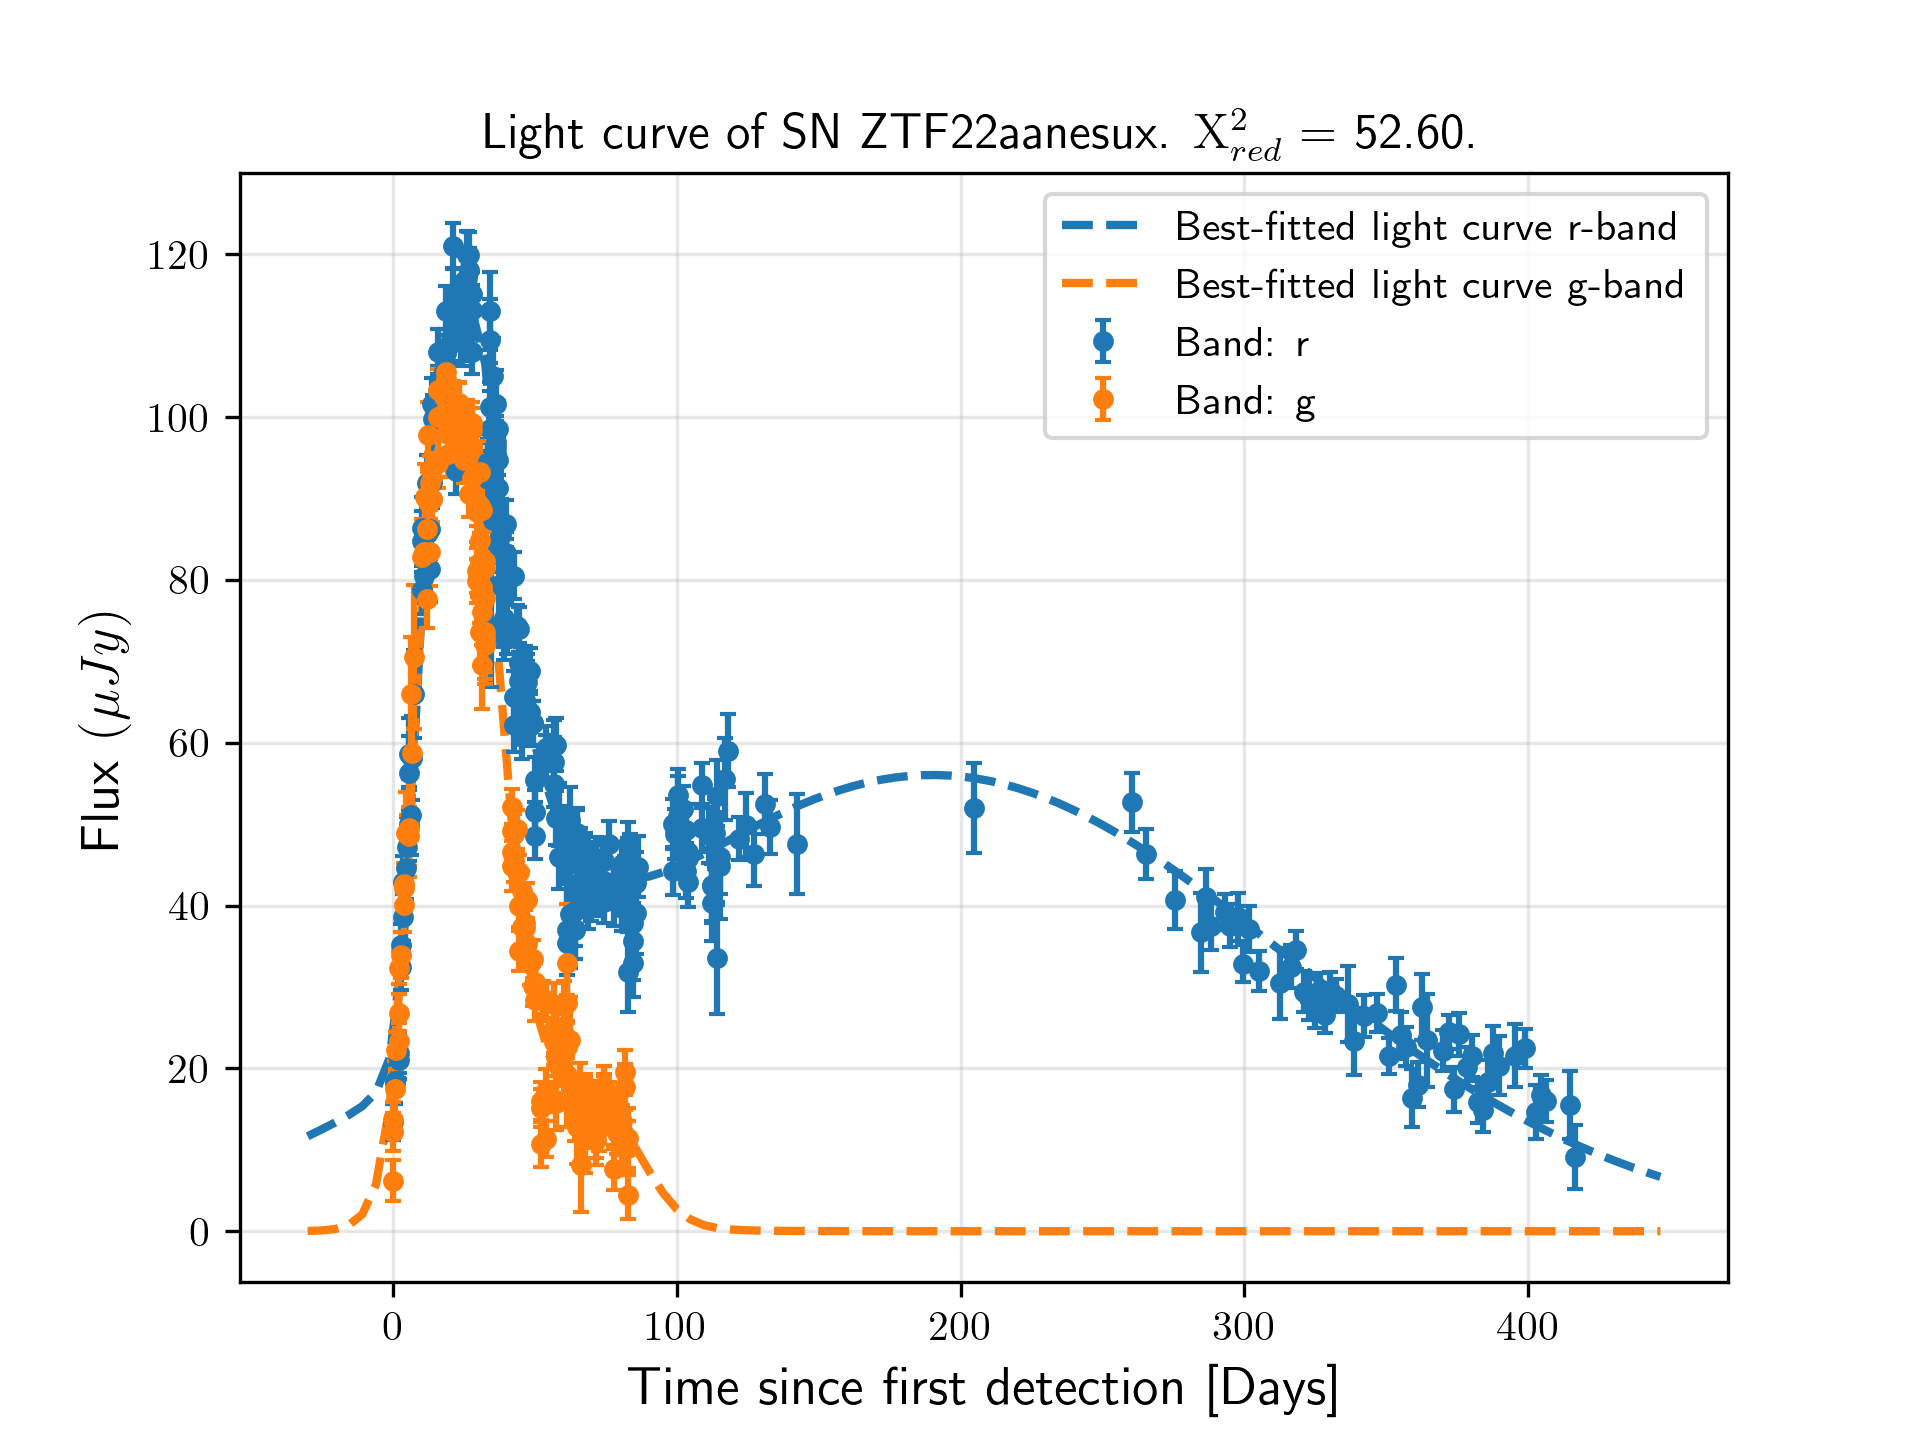 Light curve of SN ZTF22aanesux. X²_red = 52.60.
Best-fitted light curve r-band
Best-fitted light curve g-band
Band: r
Band: g
Flux (μJy)
120
100
80
60
40
20
0
0 100 200 300 400
Time since first detection [Days]